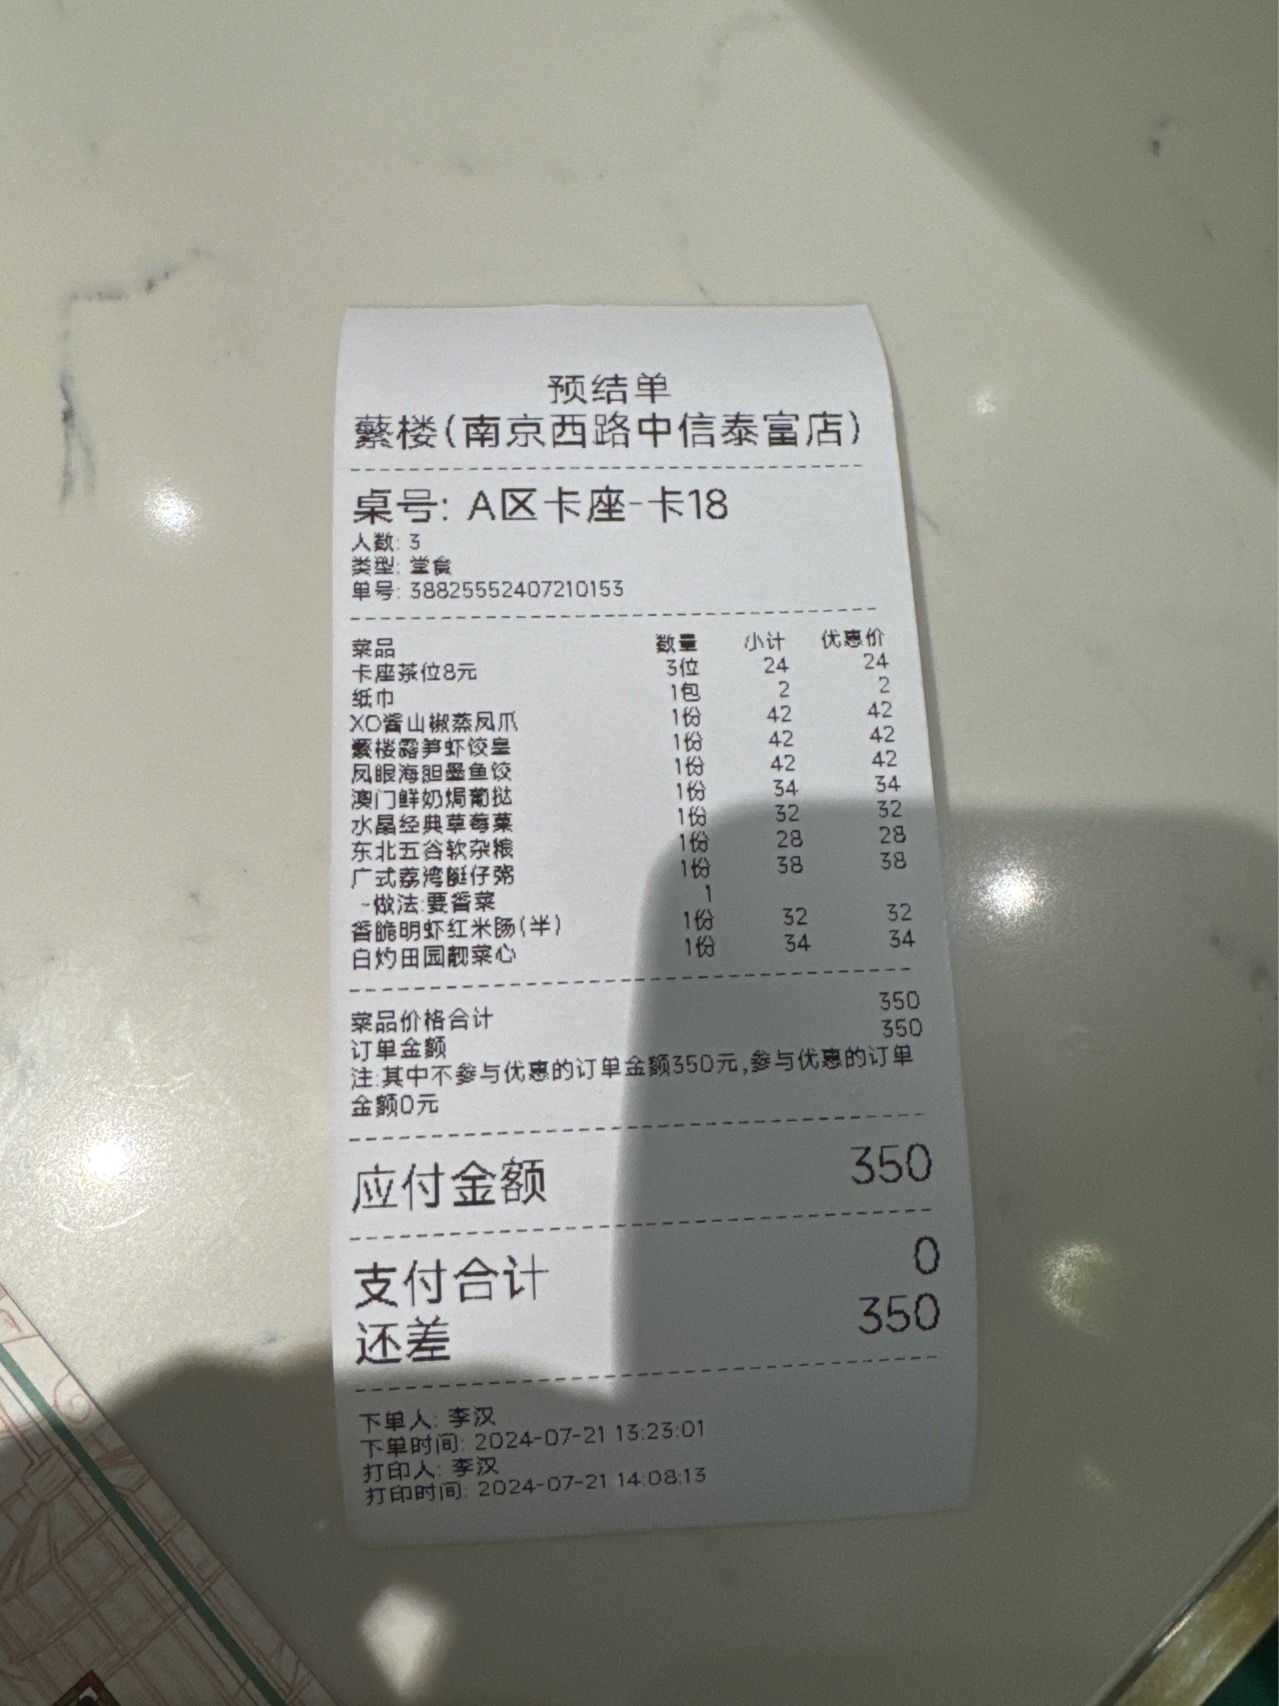 预结单
蘩楼(南京西路中信泰富店)
桌号: A区卡座-卡18
人数: 3
类型: 堂食
单号: 38825552407210153
菜品 数量 小计 优惠价
卡座茶位8元 3位 24 24
纸巾 1包 2 2
XO酱山椒蒸凤爪 1份 42 42
蘩楼露笋虾饺皇 1份 42 42
凤眼海胆墨鱼饺 1份 42 42
澳门鲜奶焗葡挞 1份 34 34
水晶经典草莓菓 1份 32 32
东北五谷软杂粮 1份 28 28
广式荔湾艇仔粥 1份 38 38
-做法:要香菜 1
香脆明虾红米肠(半) 1份 32 32
白灼田园靓菜心 1份 34 34
菜品价格合计 350
订单金额 350
注:其中不参与优惠的订单金额350元,参与优惠的订单
金额0元
应付金额 350
支付合计 0
还差 350
下单人: 李汉
下单时间: 2024-07-21 13:23:01
打印人: 李汉
打印时间: 2024-07-21 14:08:13